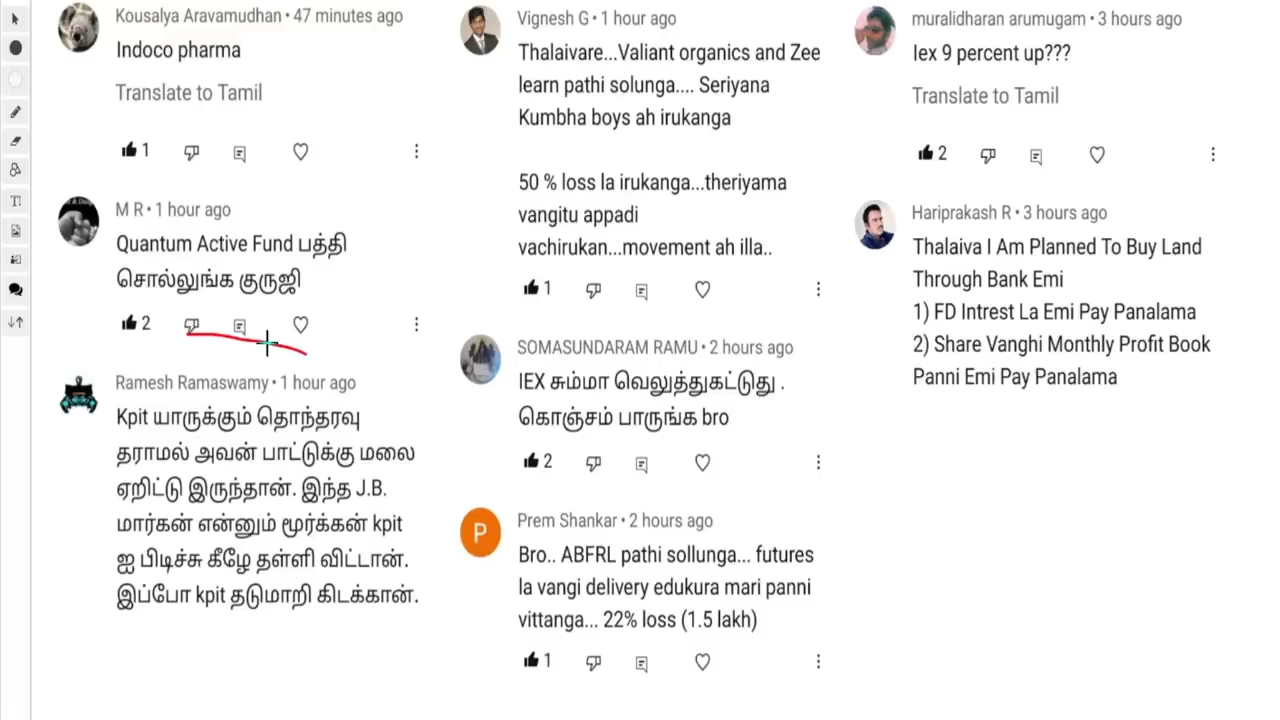 Kousalya Aravamudhan • 47 minutes ago
Indoco pharma
Translate to Tamil
1
M R • 1 hour ago
Quantum Active Fund பத்தி
சொல்லுங்க குருஜி
2
Ramesh Ramaswamy • 1 hour ago
Kpit யாருக்கும் தொந்தரவு
தராமல் அவன் பாட்டுக்கு மலை
ஏறிட்டு இருந்தான். இந்த J.B.
மார்கன் என்னும் மூர்க்கன் kpit
ஐ பிடிச்சு கீழே தள்ளி விட்டான்.
இப்போ kpit தடுமாறி கிடக்கான்.
Vignesh G • 1 hour ago
Thalaivare...Valiant organics and Zee
learn pathi solunga.... Seriyana
Kumbha boys ah irukanga
50 % loss la irukanga...theriyama
vangitu appadi
vachirukan...movement ah illa..
1
SOMASUNDARAM RAMU • 2 hours ago
IEX சும்மா வெலுத்துகட்டுது .
கொஞ்சம் பாருங்க bro
2
P
Prem Shankar • 2 hours ago
Bro.. ABFRL pathi sollunga... futures
la vangi delivery edukura mari panni
vittanga... 22% loss (1.5 lakh)
1
muralidharan arumugam • 3 hours ago
Iex 9 percent up???
Translate to Tamil
2
Hariprakash R • 3 hours ago
Thalaiva I Am Planned To Buy Land
Through Bank Emi
1) FD Intrest La Emi Pay Panalama
2) Share Vanghi Monthly Profit Book
Panni Emi Pay Panalama